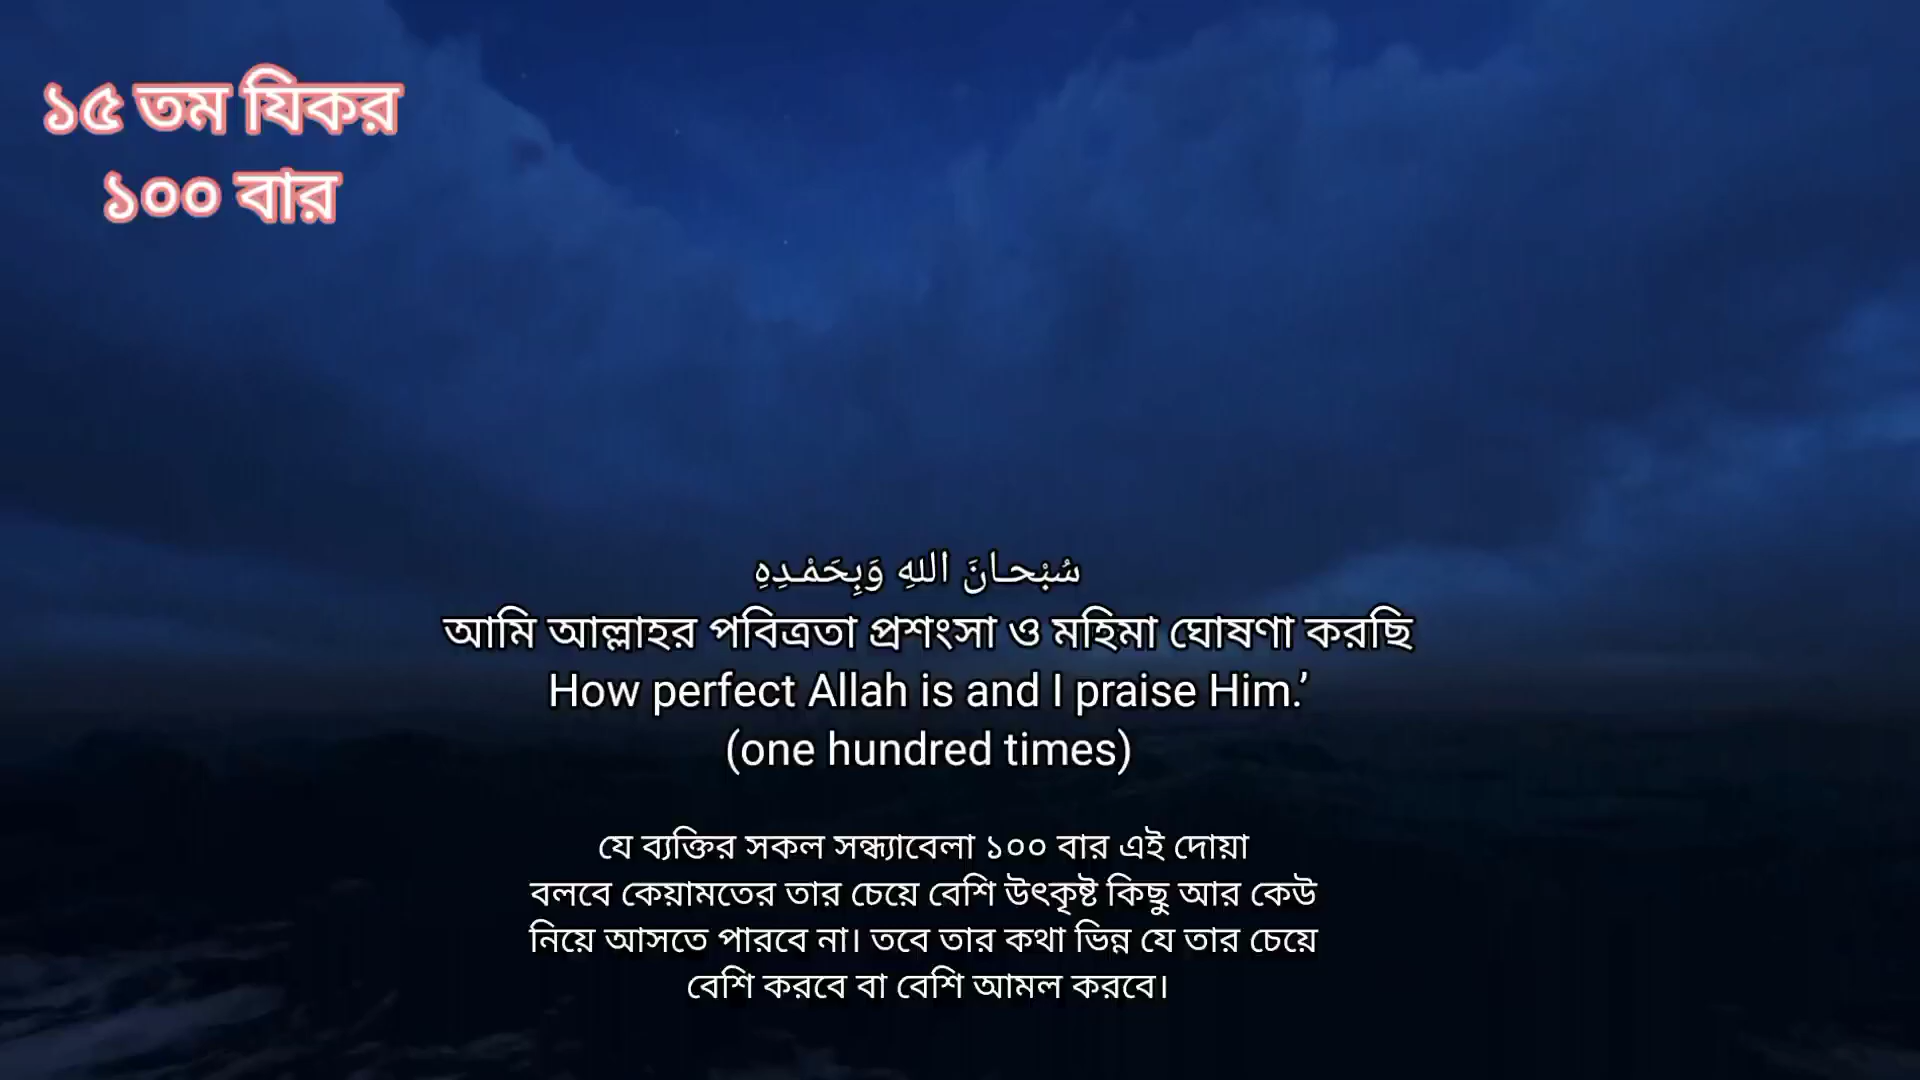 ১৫ তম যিকর
১০০ বার
سُبْحـانَ اللهِ وَبِحَمْـدِهِ
আমি আল্লাহর পবিত্রতা প্রশংসা ও মহিমা ঘোষণা করছি
How perfect Allah is and I praise Him.’
(one hundred times)
যে ব্যক্তির সকল সন্ধ্যাবেলা ১০০ বার এই দোয়া
বলবে কেয়ামতের তার চেয়ে বেশি উৎকৃষ্ট কিছু আর কেউ
নিয়ে আসতে পারবে না। তবে তার কথা ভিন্ন যে তার চেয়ে
বেশি করবে বা বেশি আমল করবে।